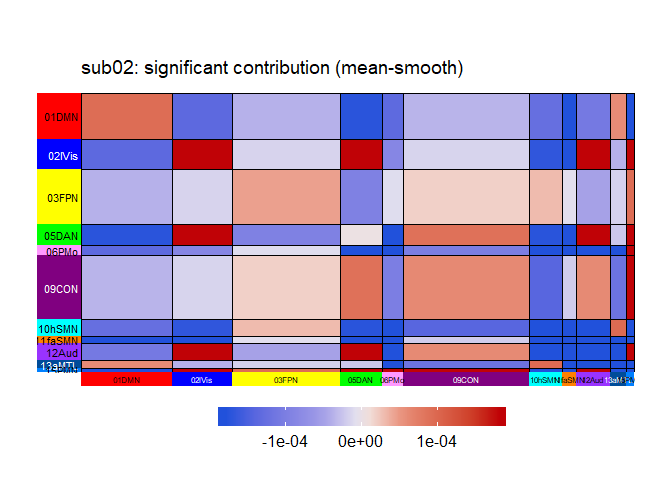 sub02: significant contribution (mean-smooth)
01DMN
02lVis
03FPN
05DAN
06PMo
09CON
10hSMN
1faSMN
12Aud
13aMTL
01DMN
02lVis
03FPN
05DAN
06PMo
09CON
10hSMN
12Aud
-1e-04 0e+00 1e-04